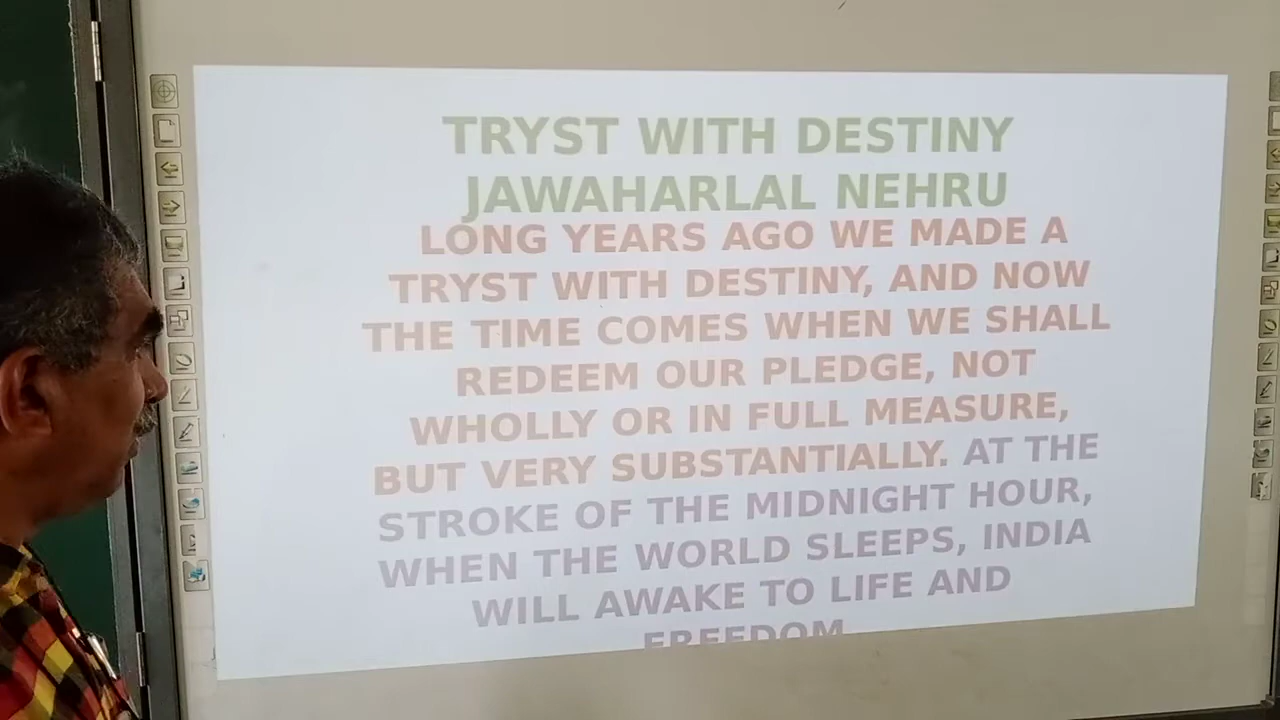 TRYST WITH DESTINY
JAWAHARLAL NEHRU
LONG YEARS AGO WE MADE A
TRYST WITH DESTINY, AND NOW
THE TIME COMES WHEN WE SHALL
REDEEM OUR PLEDGE, NOT
WHOLLY OR IN FULL MEASURE,
BUT VERY SUBSTANTIALLY. AT THE
STROKE OF THE MIDNIGHT HOUR,
WHEN THE WORLD SLEEPS, INDIA
WILL AWAKE TO LIFE AND
FREEDOM